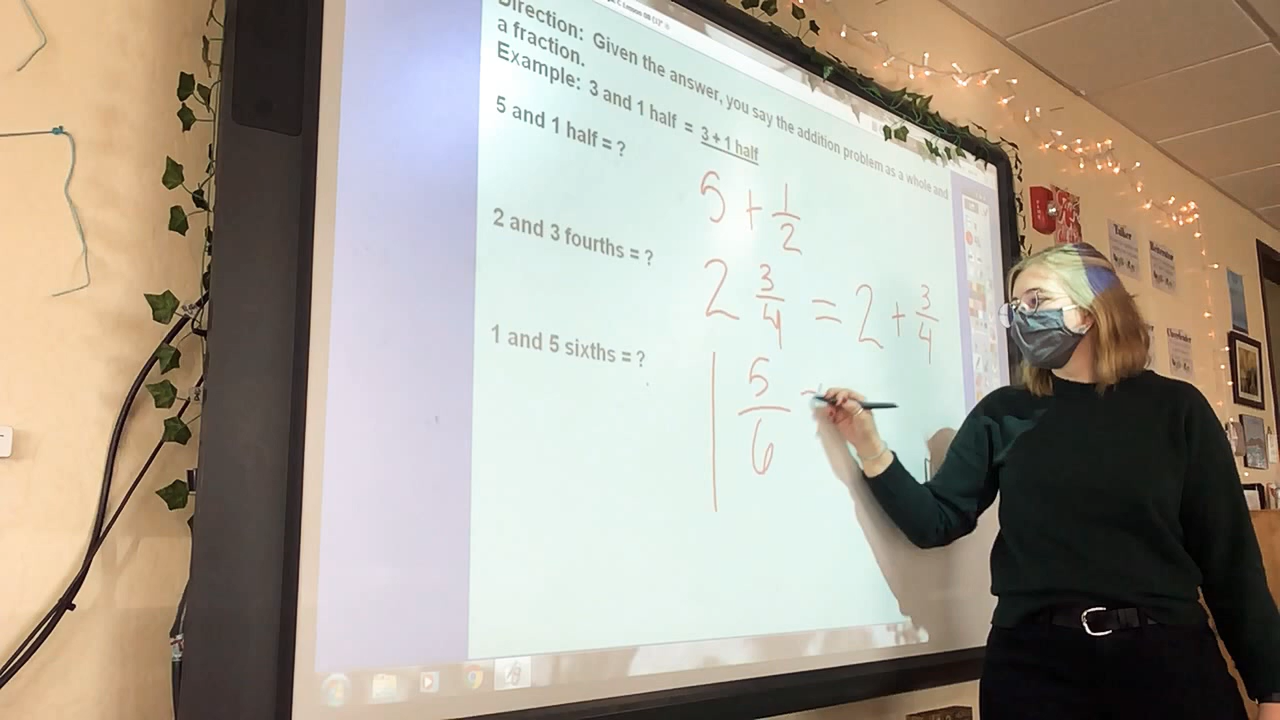 Direction: Given the answer, you say the addition problem as a whole and
a fraction.
Example: 3 and 1 half = 3 + 1 half
5 and 1 half = ?
5 + 1/2
2 and 3 fourths = ?
2 3/4 = 2 + 3/4
1 and 5 sixths = ?
1 5/6 =